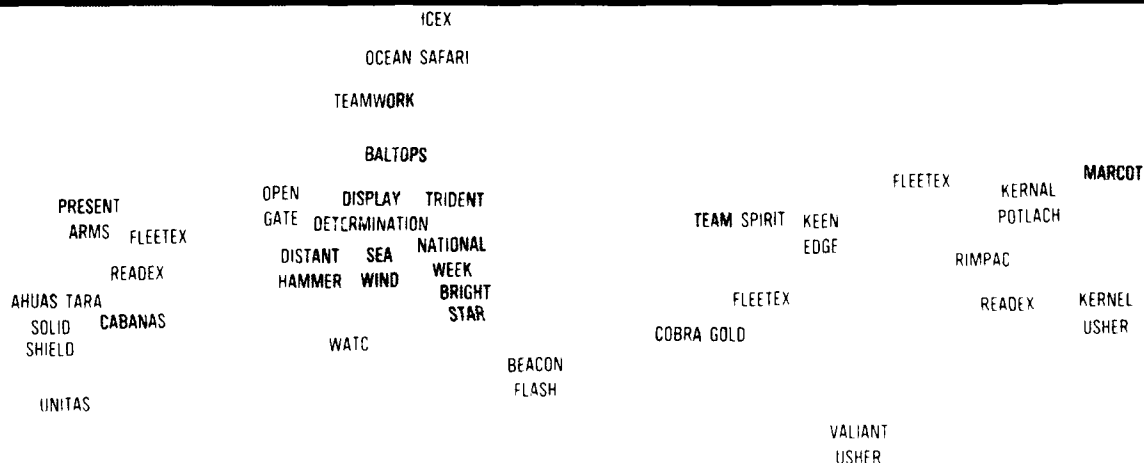 ICEX
OCEAN SAFARI
TEAMWORK
BALTOPS
PRESENT
ARMS
FLEETEX
READEX
AHUAS TARA
SOLID
SHIELD
CABANAS
UNITAS
OPEN
GATE
DISPLAY
DETERMINATION
TRIDENT
DISTANT
HAMMER
SEA
WIND
NATIONAL
WEEK
BRIGHT
STAR
WATC
BEACON
FLASH
TEAM SPIRIT
KEEN
EDGE
FLEETEX
COBRA GOLD
VALIANT
USHER
FLEETEX
KERNAL
POTLACH
MARCOT
RIMPAC
READEX
KERNEL
USHER